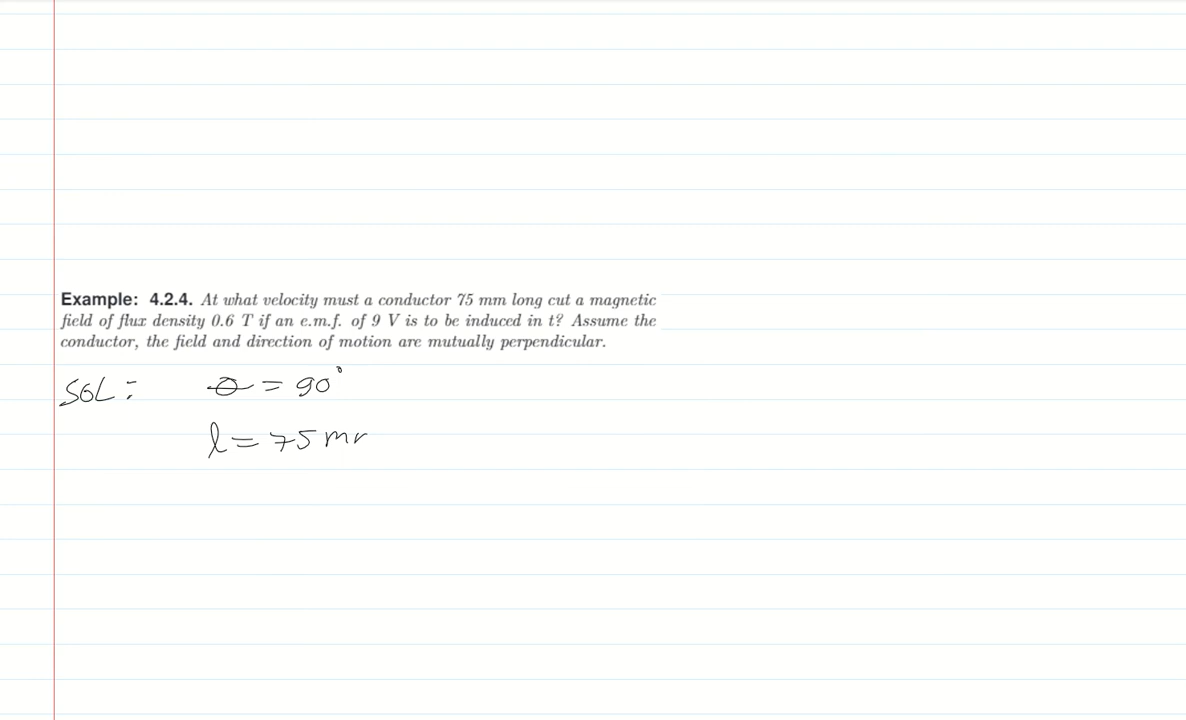 Example: 4.2.4. At what velocity must a conductor 75 mm long cut a magnetic
field of flux density 0.6 T if an e.m.f. of 9 V is to be induced in t? Assume the
conductor, the field and direction of motion are mutually perpendicular.
SOL: θ = 90°
l = 75 mr